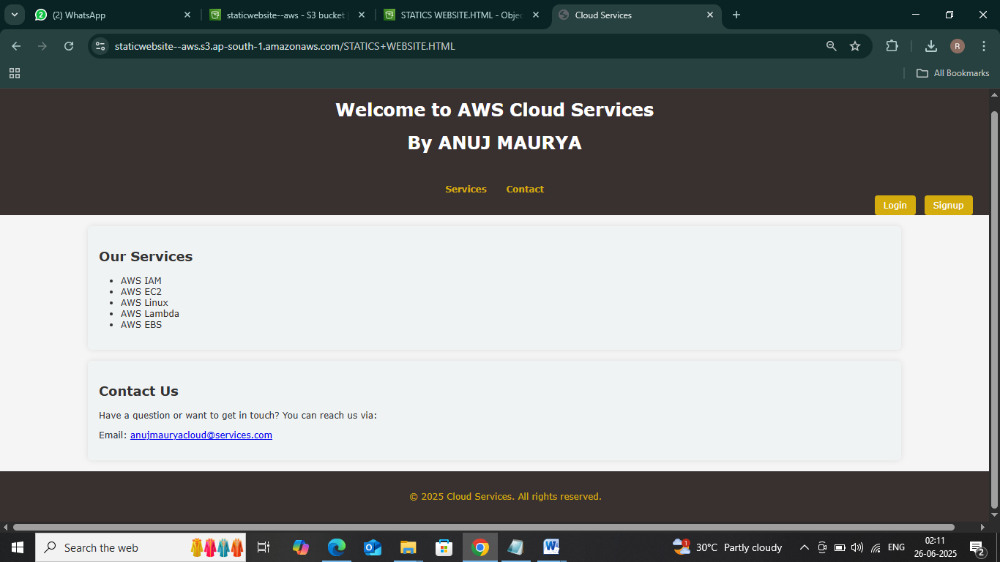 (2) WhatsApp
staticwebsite--aws - S3 bucket
STATICS WEBSITE.HTML - Objec
Cloud Services
staticwebsite--aws.s3.ap-south-1.amazonaws.com/STATICS+WEBSITE.HTML
R
All Bookmarks
Welcome to AWS Cloud Services
By ANUJ MAURYA
Services Contact
Login Signup
Our Services
• AWS IAM
• AWS EC2
• AWS Linux
• AWS Lambda
• AWS EBS
Contact Us
Have a question or want to get in touch? You can reach us via:
Email: anujmauryacloud@services.com
© 2025 Cloud Services. All rights reserved.
Search the web
30°C Partly cloudy
ENG
02:11
26-06-2025
2